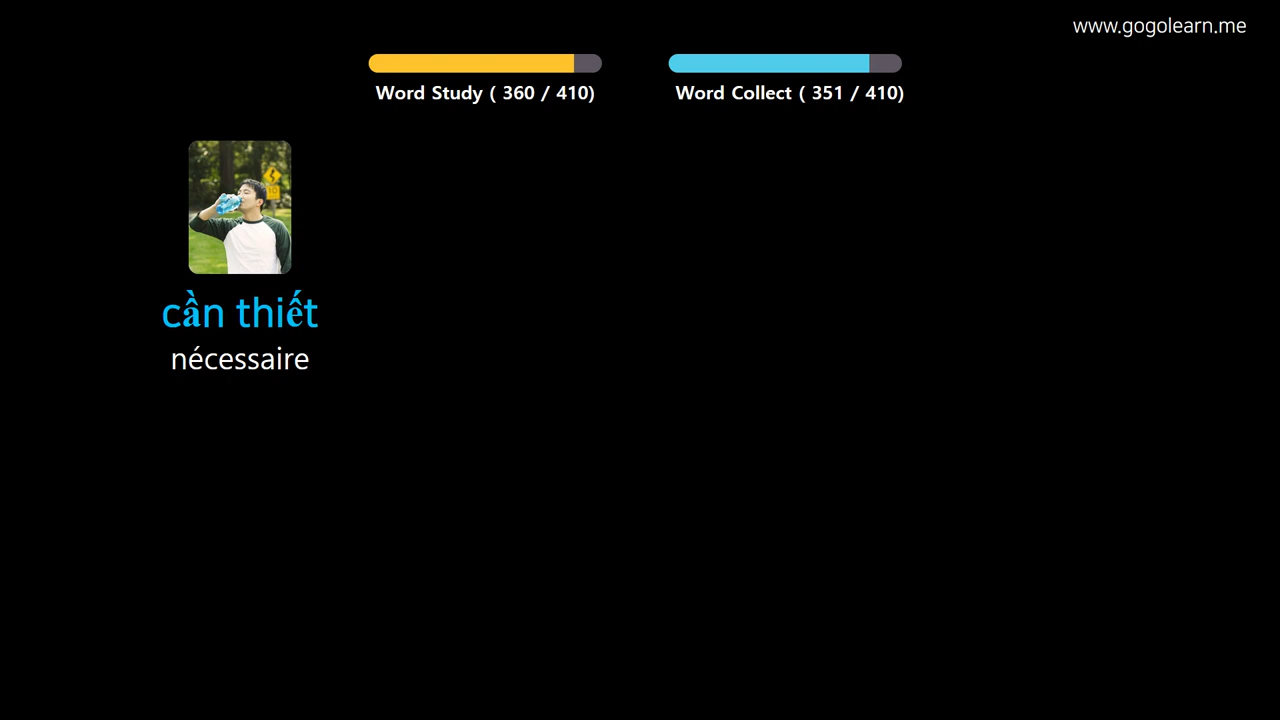 www.gogolearn.me
Word Study ( 360 / 410)
Word Collect ( 351 / 410)
cần thiết
nécessaire